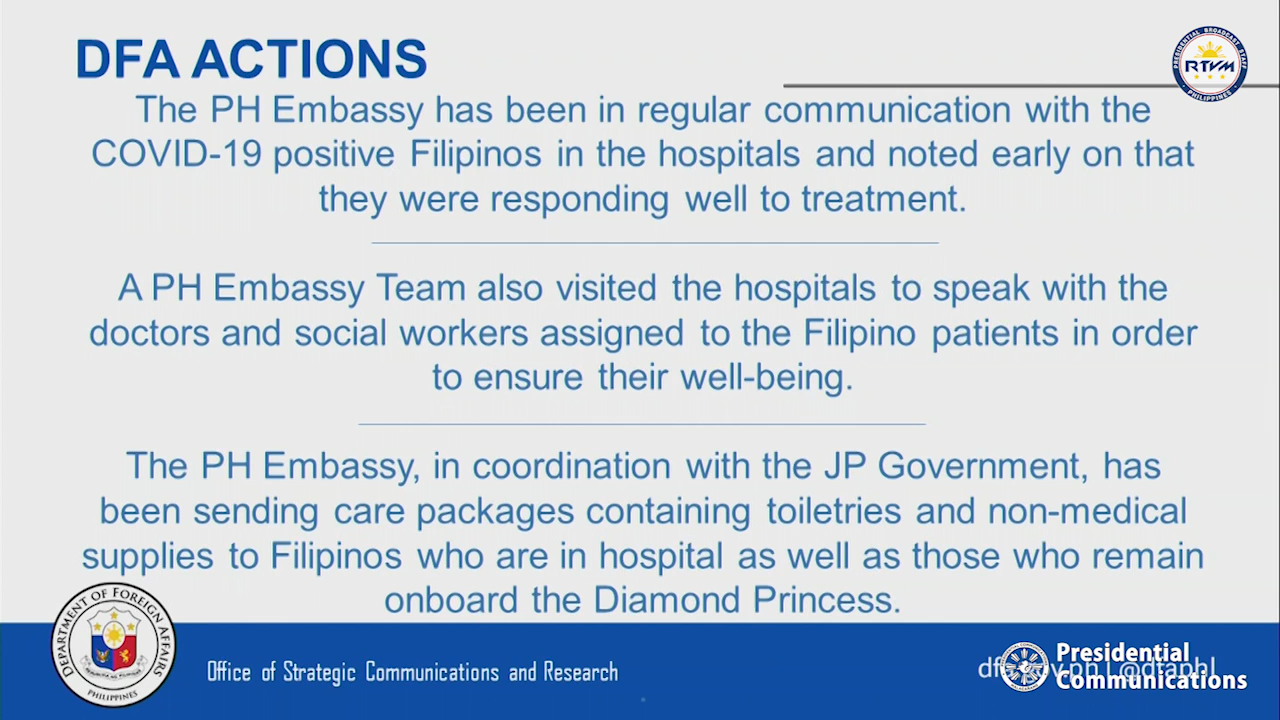 DFA ACTIONS
PRESIDENTIAL BROADCAST STAFF
RTVM
PHILIPPINES
The PH Embassy has been in regular communication with the
COVID-19 positive Filipinos in the hospitals and noted early on that
they were responding well to treatment.
A PH Embassy Team also visited the hospitals to speak with the
doctors and social workers assigned to the Filipino patients in order
to ensure their well-being.
The PH Embassy, in coordination with the JP Government, has
been sending care packages containing toiletries and non-medical
supplies to Filipinos who are in hospital as well as those who remain
onboard the Diamond Princess.
DEPARTMENT OF FOREIGN AFFAIRS
PHILIPPINES
Office of Strategic Communications and Research
@dfaphl
Presidential
Communications